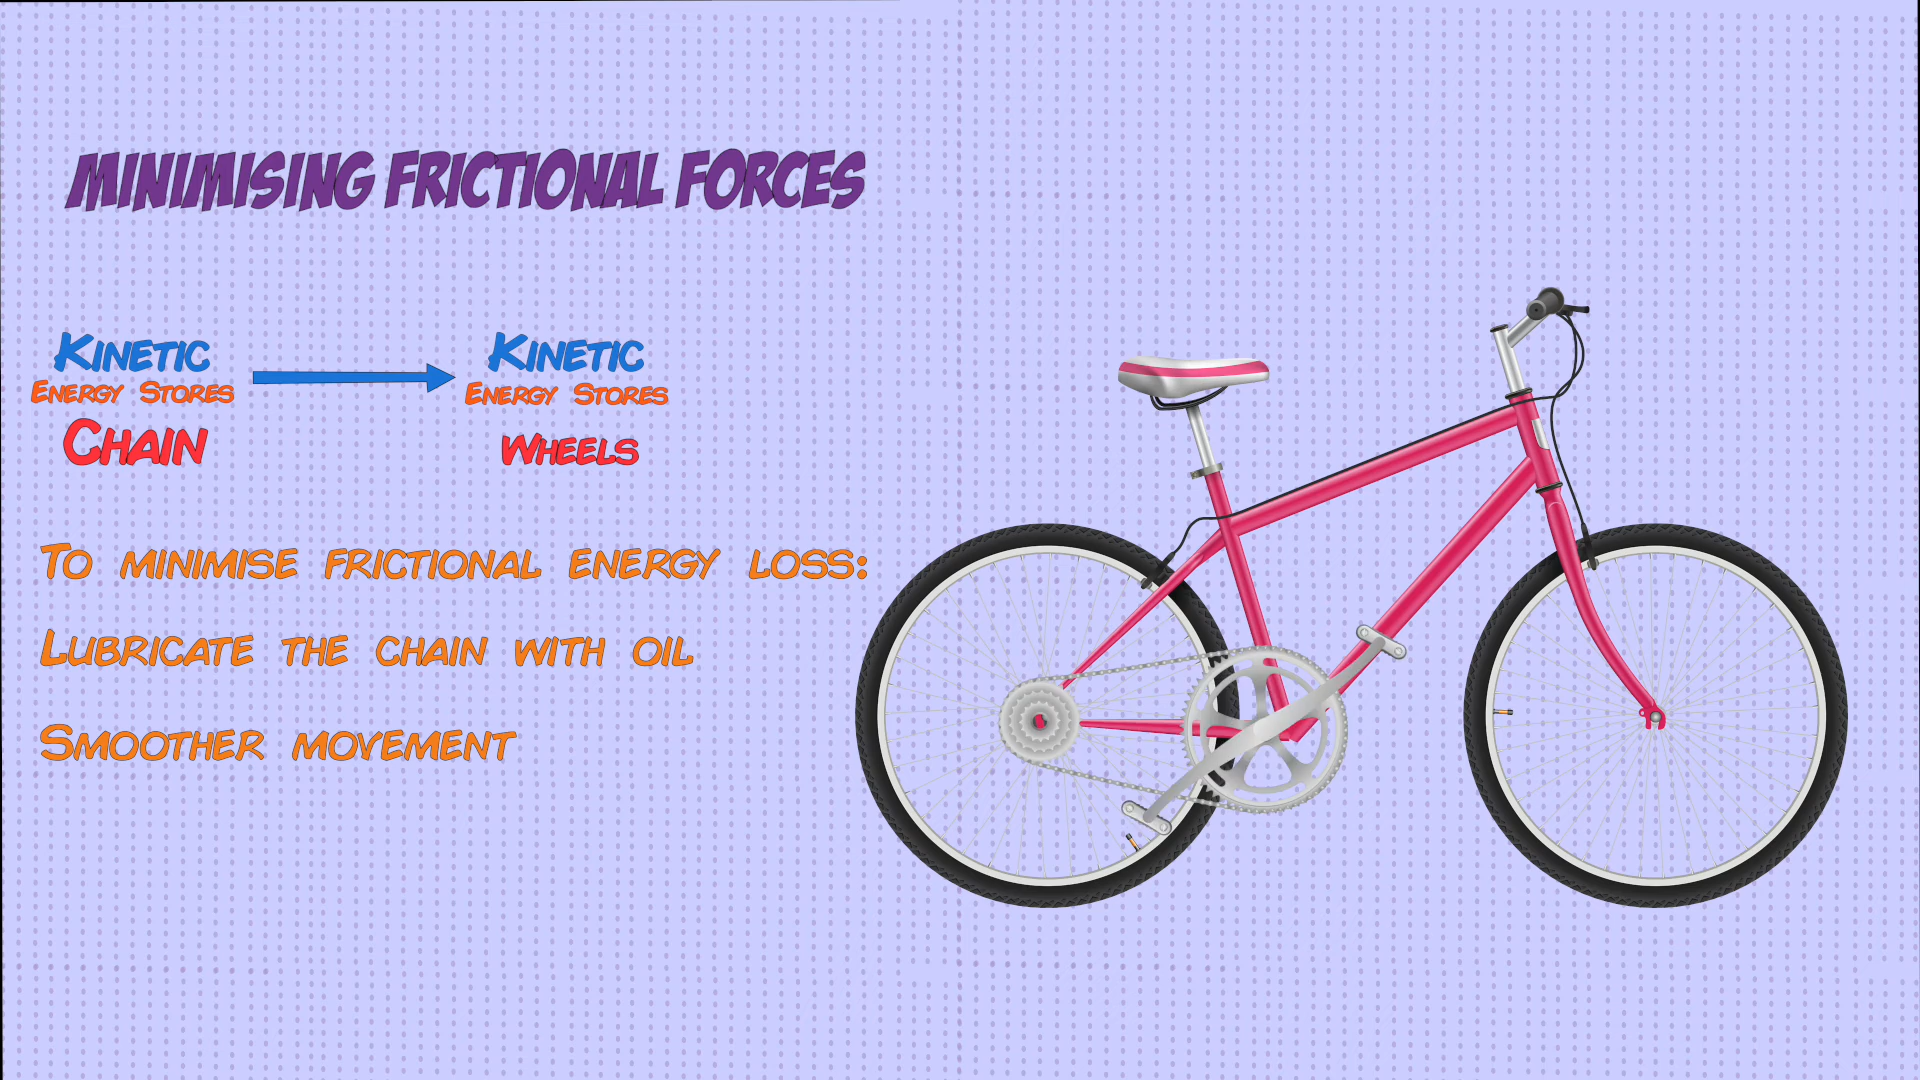 MINIMISING FRICTIONAL FORCES
KINETIC
ENERGY STORES
CHAIN
KINETIC
ENERGY STORES
WHEELS
TO MINIMISE FRICTIONAL ENERGY LOSS:
LUBRICATE THE CHAIN WITH OIL
SMOOTHER MOVEMENT